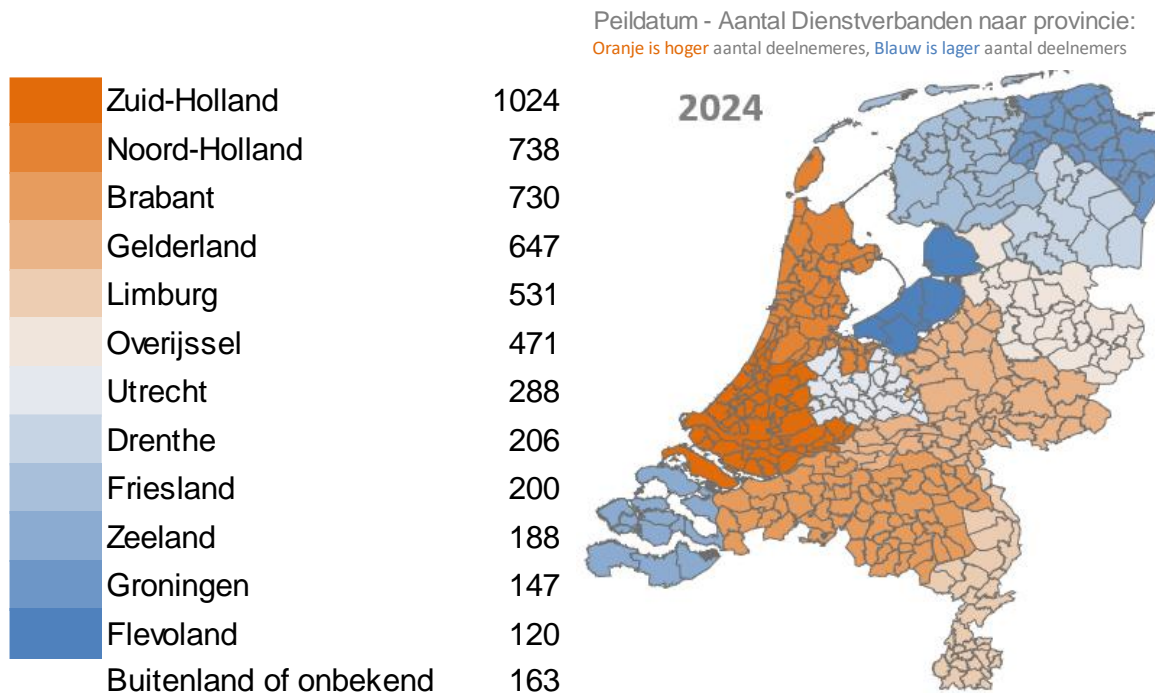 Peildatum - Aantal Dienstverbanden naar provincie:
Oranje is hoger aantal deelnemeres, Blauw is lager aantal deelnemers
2024
Zuid-Holland 1024
Noord-Holland 738
Brabant 730
Gelderland 647
Limburg 531
Overijssel 471
Utrecht 288
Drenthe 206
Friesland 200
Zeeland 188
Groningen 147
Flevoland 120
Buitenland of onbekend 163